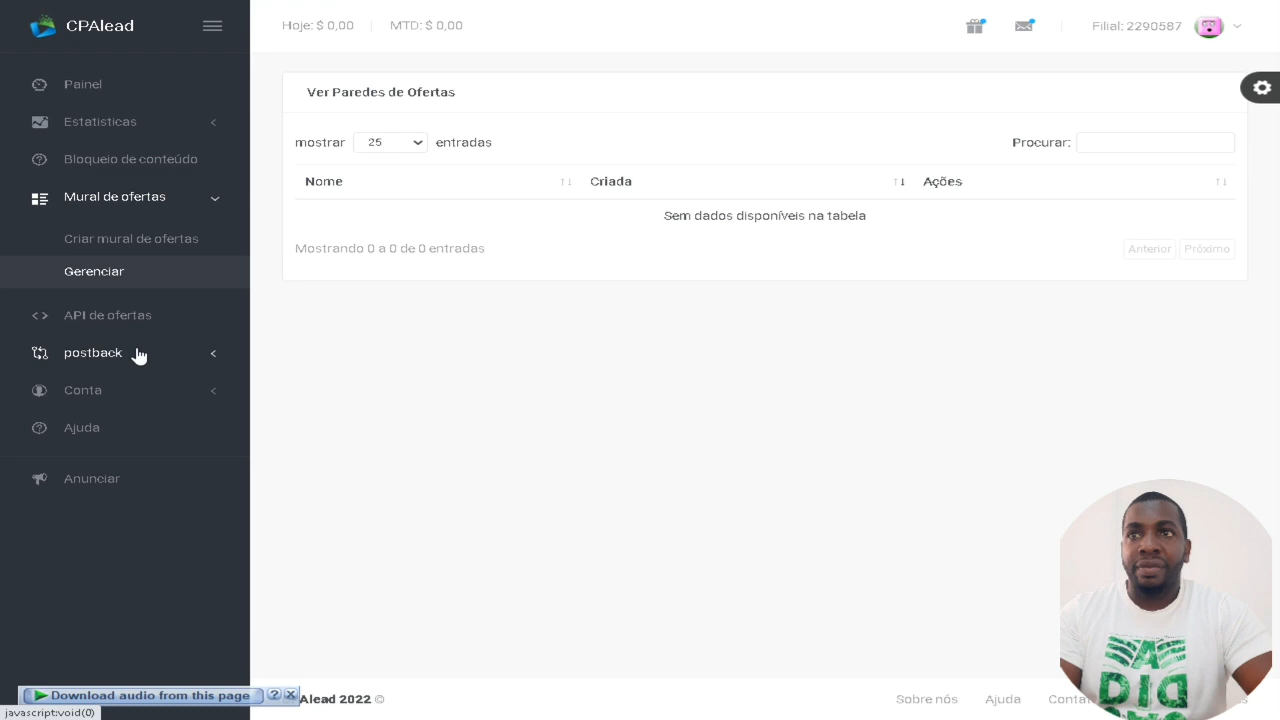 CPAlead
Hoje: $ 0,00
MTD: $ 0,00
Filial: 2290587
Painel
Estatisticas
Bloqueio de conteúdo
Mural de ofertas
Criar mural de ofertas
Gerenciar
API de ofertas
postback
Conta
Ajuda
Anunciar
Ver Paredes de Ofertas
mostrar 25 entradas
Procurar:
Nome
Criada
Ações
Sem dados disponíveis na tabela
Mostrando 0 a 0 de 0 entradas
Anterior
Próximo
Download audio from this page
javascript:void(0)
Alead 2022 ©
Sobre nós
Ajuda